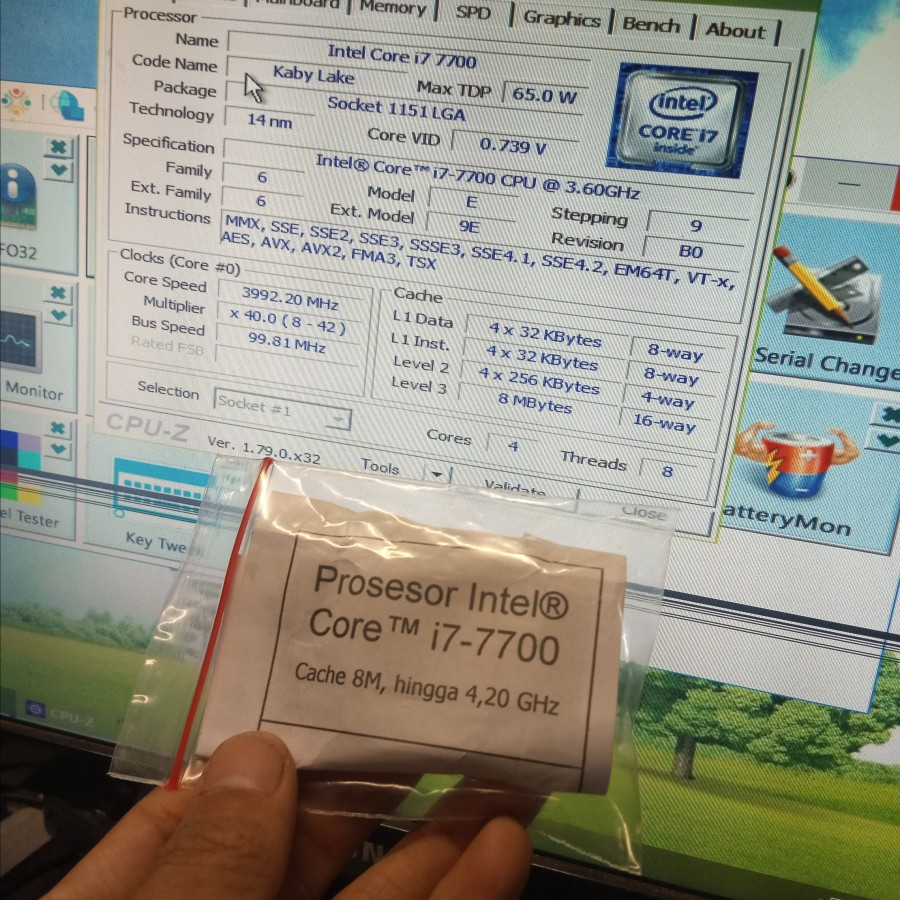 Memory
SPD
Graphics
Bench
About
Processor
Name Intel Core i7 7700
Code Name Kaby Lake Max TDP 65.0 W
Package Socket 1151 LGA
Technology 14 nm Core VID 0.739 V
Specification Intel® Core™ i7-7700 CPU @ 3.60GHz
Family 6 Model E Stepping 9
Ext. Family 6 Ext. Model 9E Revision B0
Instructions MMX, SSE, SSE2, SSE3, SSSE3, SSE4.1, SSE4.2, EM64T, VT-x,
AES, AVX, AVX2, FMA3, TSX
intel
CORE i7
inside
Clocks (Core #0)
Core Speed 3992.20 MHz
Multiplier x 40.0 ( 8 - 42 )
Bus Speed 99.81 MHz
Rated FSB
Cache
L1 Data 4 x 32 KBytes 8-way
L1 Inst. 4 x 32 KBytes 8-way
Level 2 4 x 256 KBytes 4-way
Level 3 8 MBytes 16-way
Selection Socket #1
Cores 4 Threads 8
CPU-Z Ver. 1.79.0.x32 Tools Validate Close
FO32
Monitor
el Tester
Key Twe
Serial Change
atteryMon
CPU-Z
Prosesor Intel®
Core™ i7-7700
Cache 8M, hingga 4,20 GHz